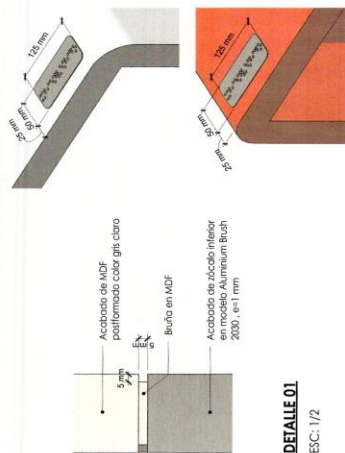 Acabado de MDF
postformado color gris claro
5 mm
5 mm
Bruña en MDF
Acabado de zócalo inferior
en modelo Aluminium Brush
2030 , e=1 mm
DETALLE 01
ESC: 1/2
125 mm
50 mm
25 mm
125 mm
50 mm
25 mm